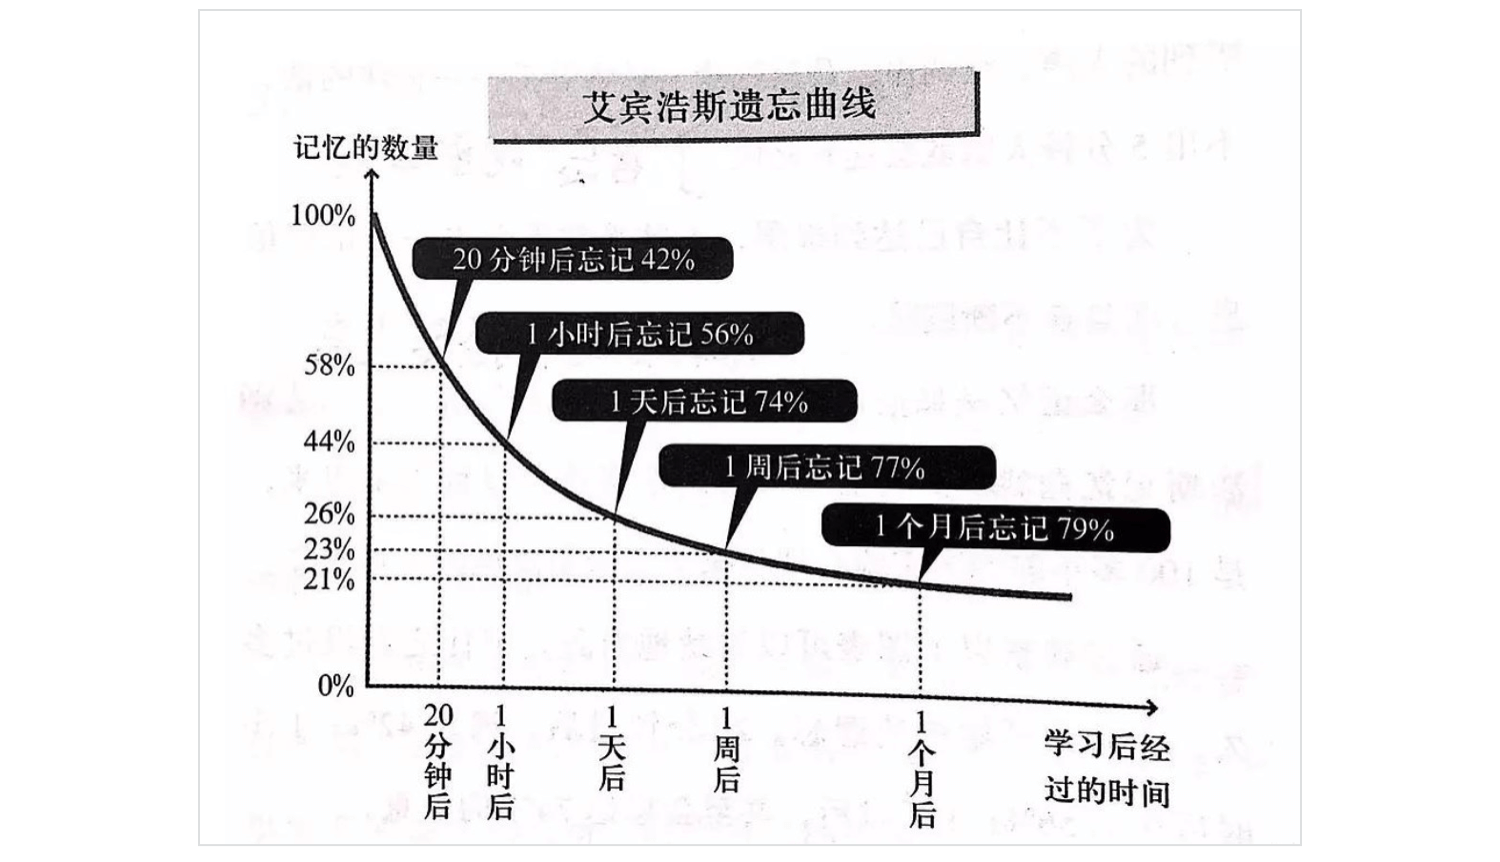 艾宾浩斯遗忘曲线
记忆的数量
100%
20 分钟后忘记 42%
1 小时后忘记 56%
58%
1 天后忘记 74%
44%
1 周后忘记 77%
26%
1 个月后忘记 79%
23%
21%
0%
20分钟后
1小时后
1天后
1周后
1个月后
学习后经
过的时间